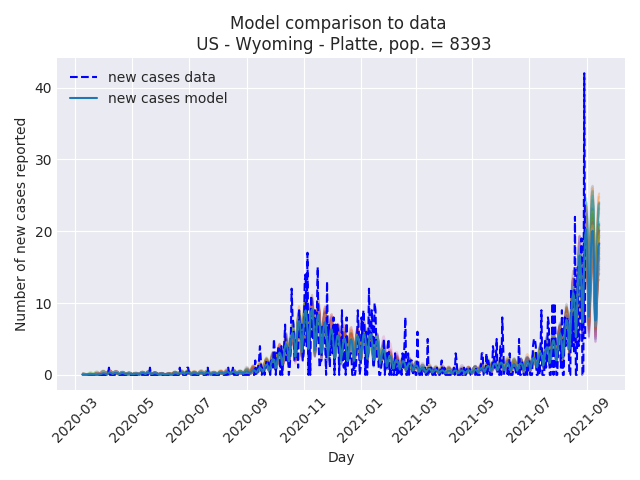 Model comparison to data
US - Wyoming - Platte, pop. = 8393
new cases data
new cases model
Number of new cases reported
40
30
20
10
0
2020-03
2020-05
2020-07
2020-09
2020-11
2021-01
2021-03
2021-05
2021-07
2021-09
Day